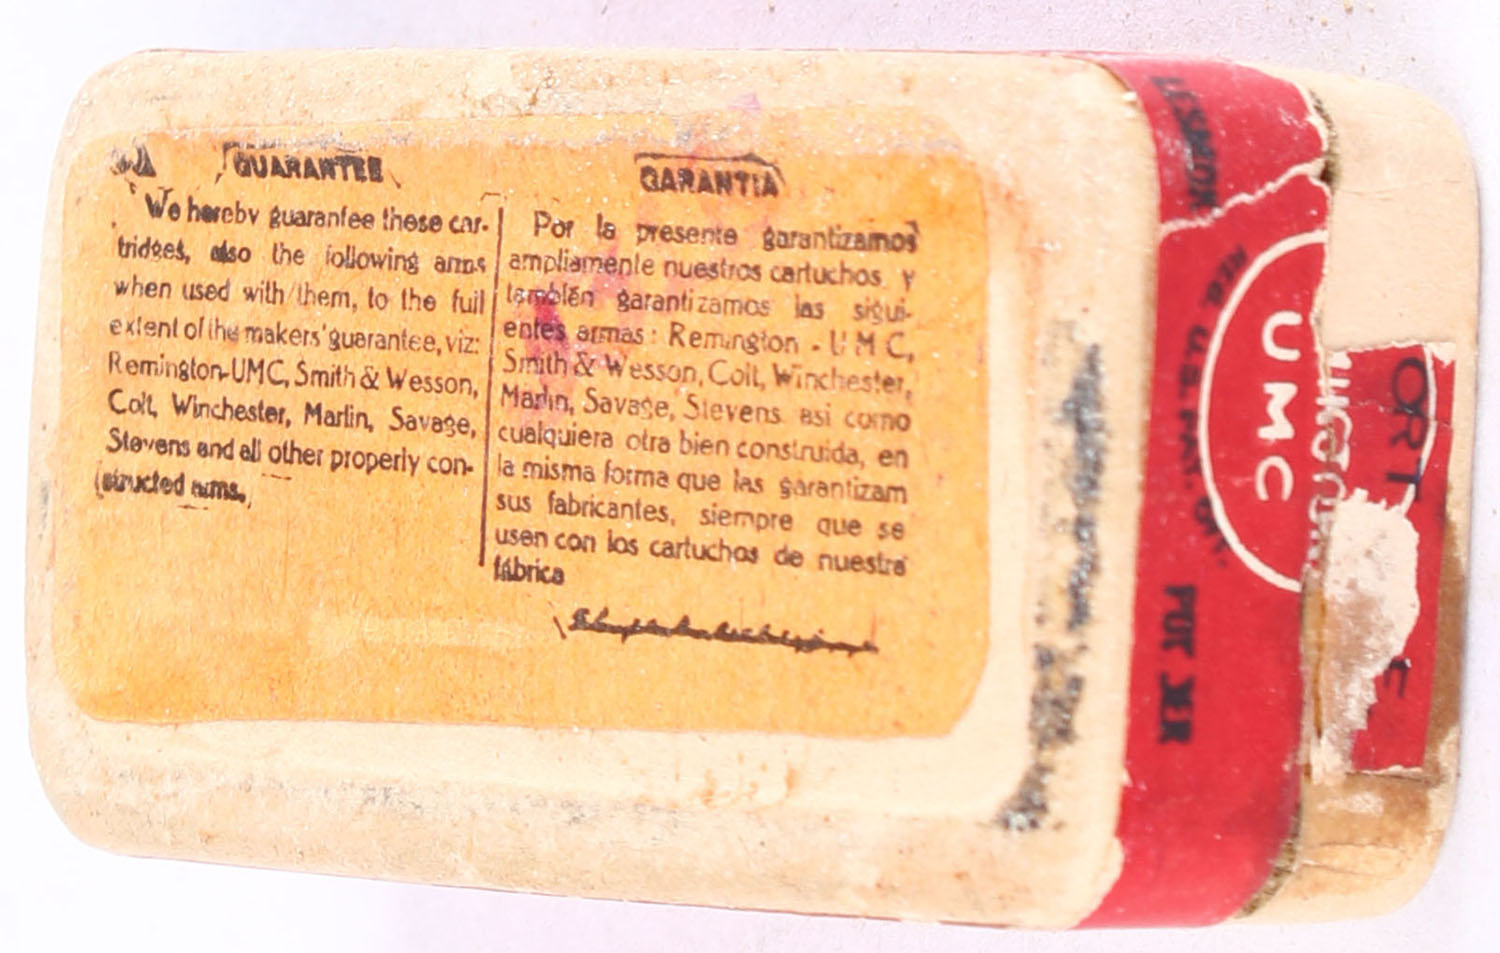 GUARANTEE
We hereby guarantee these car-
tridges, also the following arms
when used with them, to the full
extent of the makers' guarantee, viz:
Remington-UMC, Smith & Wesson,
Colt, Winchester, Marlin, Savage,
Stevens and all other properly con-
structed arms.
GARANTIA
Por la presente garantizamos
ampliamente nuestros cartuchos y
también garantizamos las sigui-
entes armas: Remington - UMC,
Smith & Wesson, Colt, Winchester,
Marlin, Savage, Stevens asi como
cualquiera otra bien construida, en
la misma forma que las garantizam
sus fabricantes, siempre que se
usen con los cartuchos de nuestra
fábrica
REG. U.S. PAT.
UMC
ORT